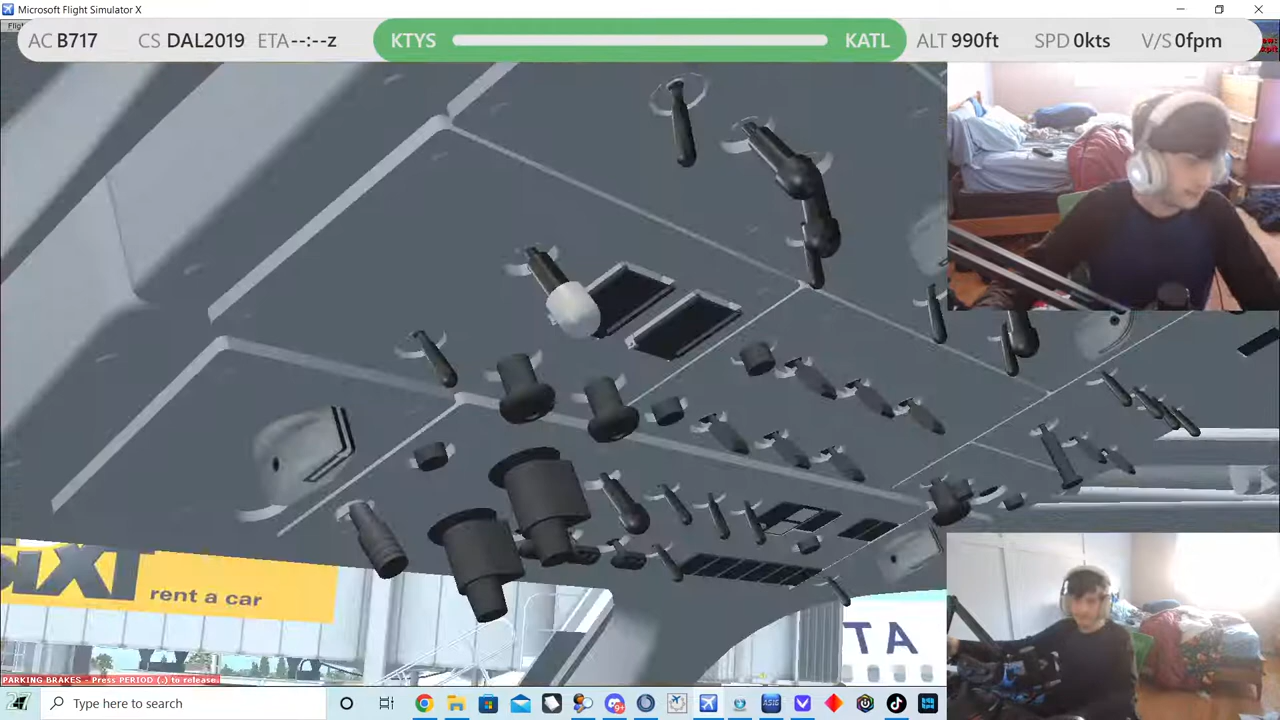 Microsoft Flight Simulator X
AC B717 CS DAL2019 ETA--:--z KTYS KATL ALT 990ft SPD 0kts V/S 0fpm
SiXT
rent a car
TA
PARKING BRAKES - Press PERIOD (.) to release.
Type here to search